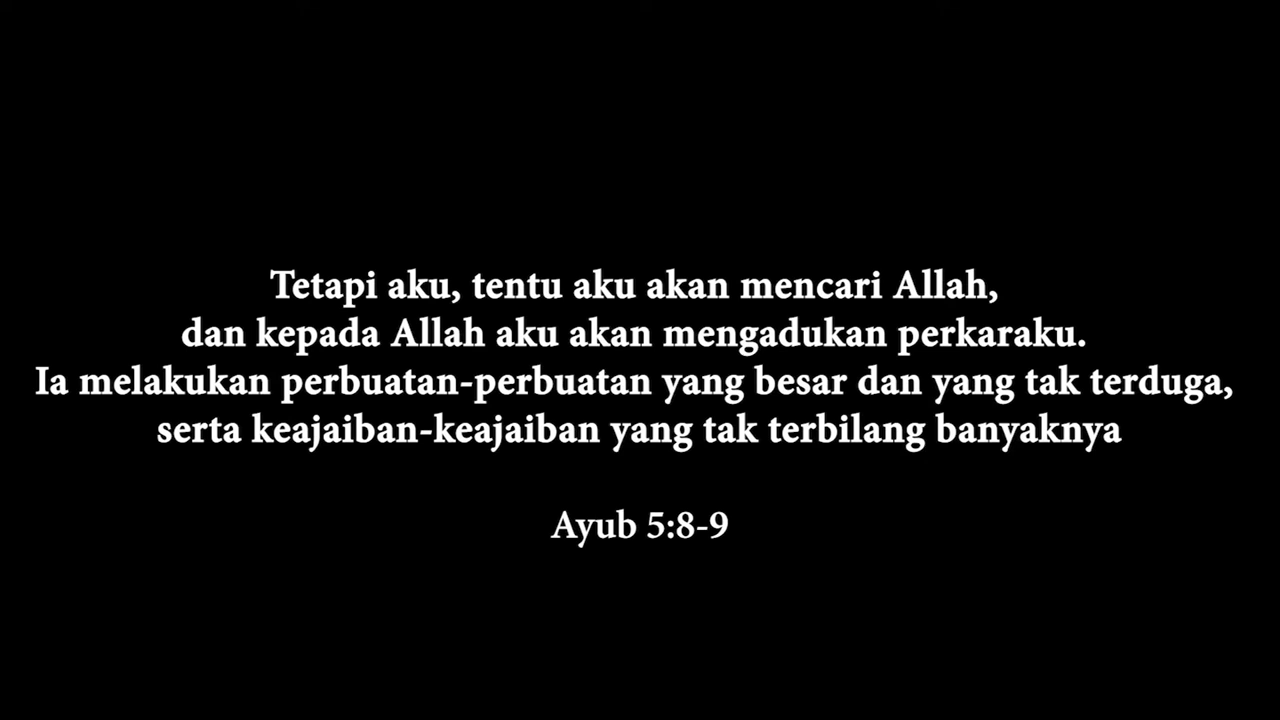 Tetapi aku, tentu aku akan mencari Allah,
dan kepada Allah aku akan mengadukan perkaraku.
Ia melakukan perbuatan-perbuatan yang besar dan yang tak terduga,
serta keajaiban-keajaiban yang tak terbilang banyaknya
Ayub 5:8-9